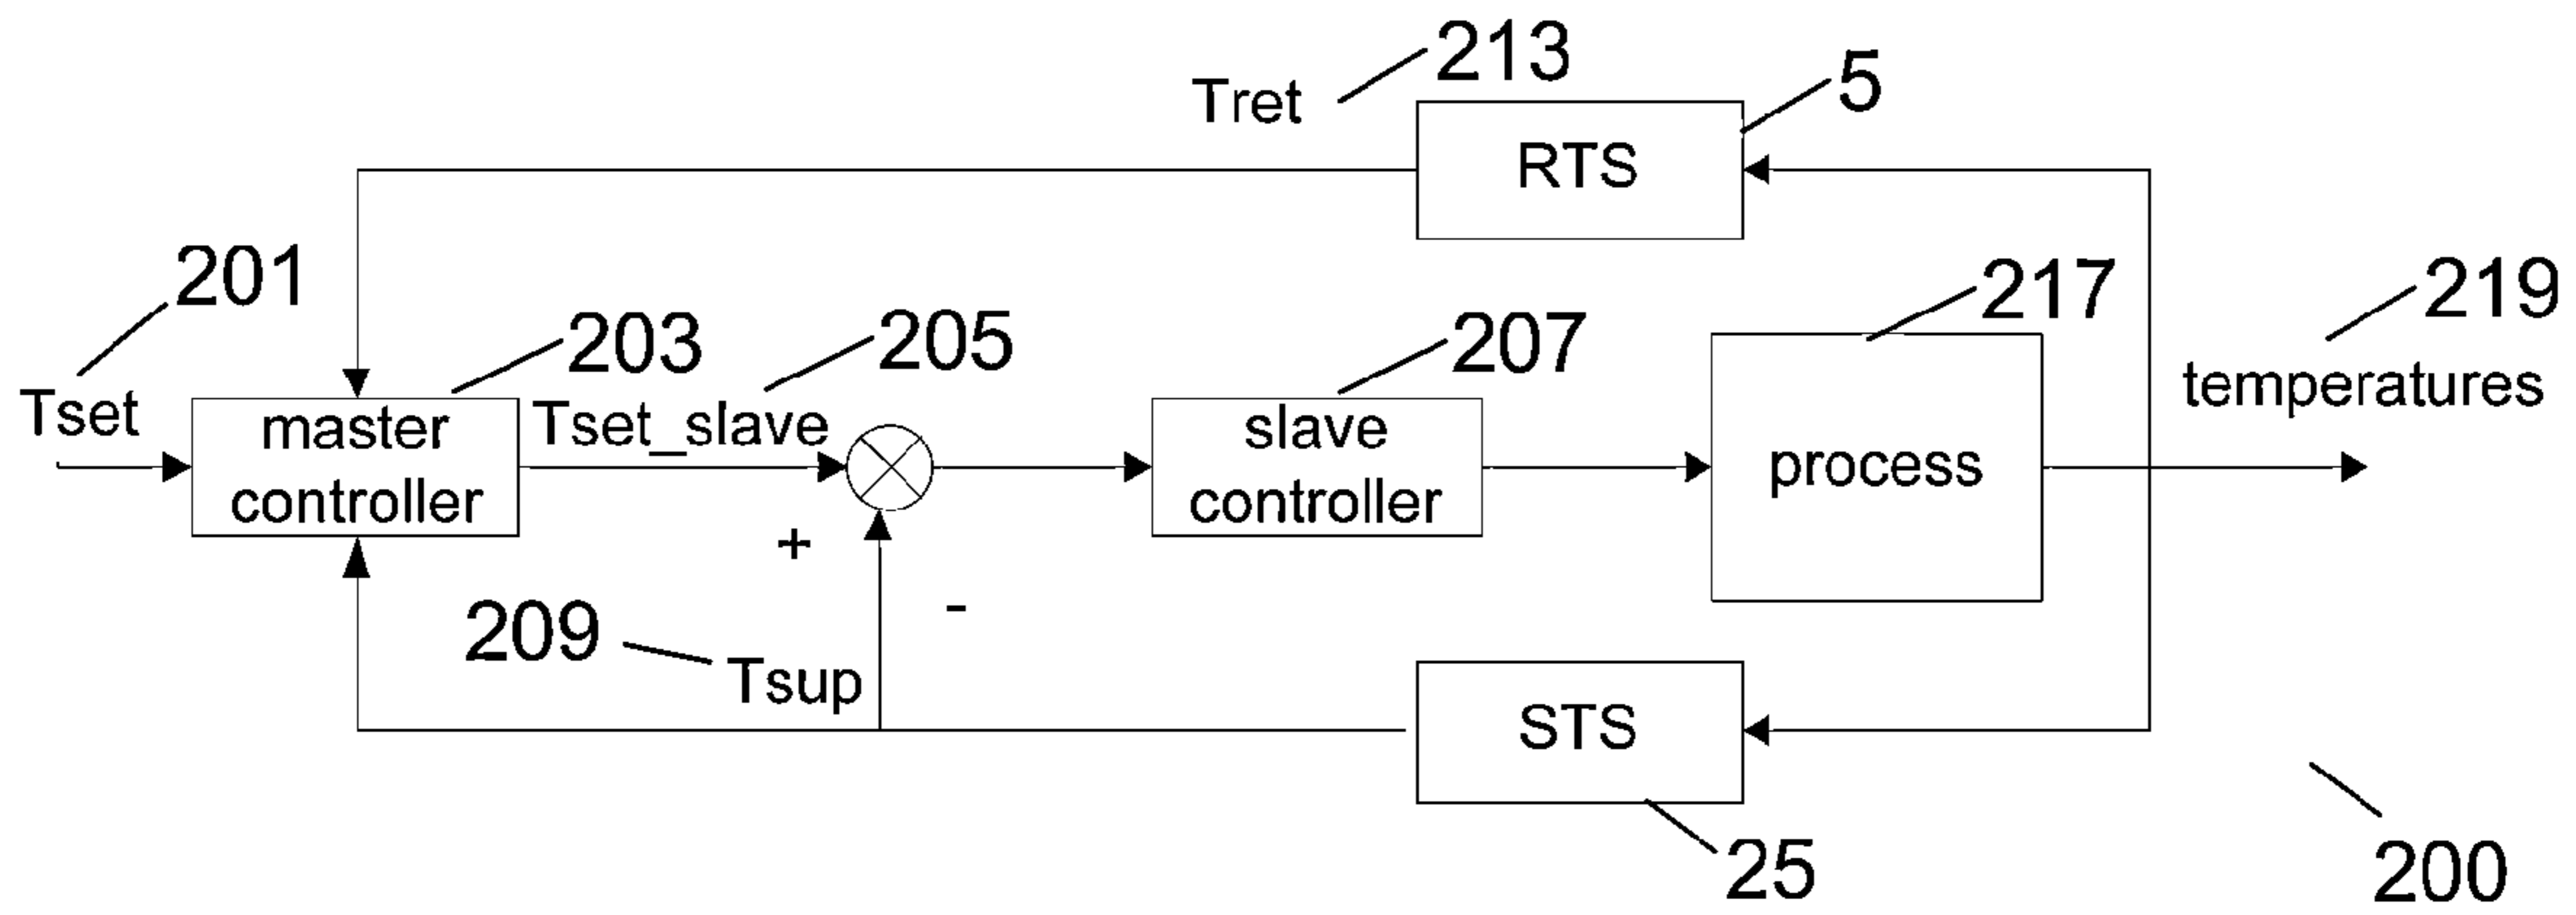 213
Tret
5
RTS
201
203
205
207
217
219
Tset
master
controller
Tset_slave
slave
controller
process
temperatures
+
-
209
Tsup
STS
25
200